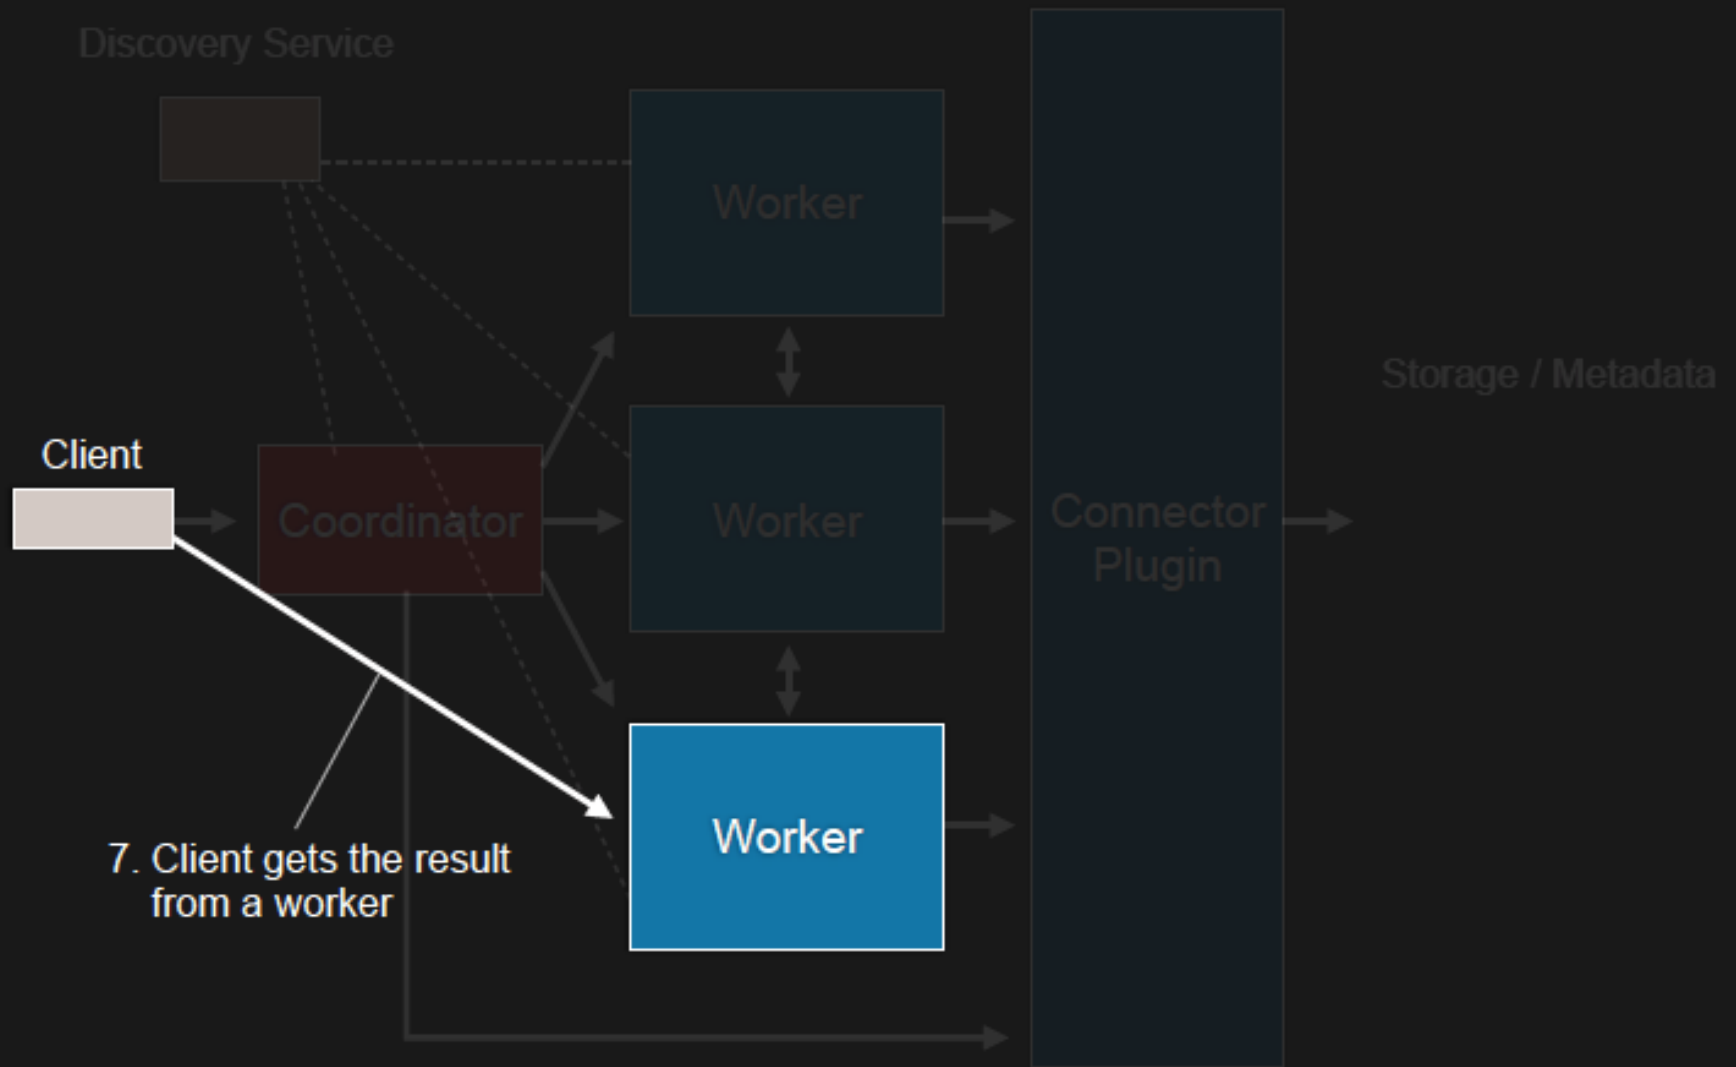 Discovery Service
Worker
Storage / Metadata
Client
Coordinator
Worker
Connector
Plugin
Worker
7. Client gets the result
from a worker